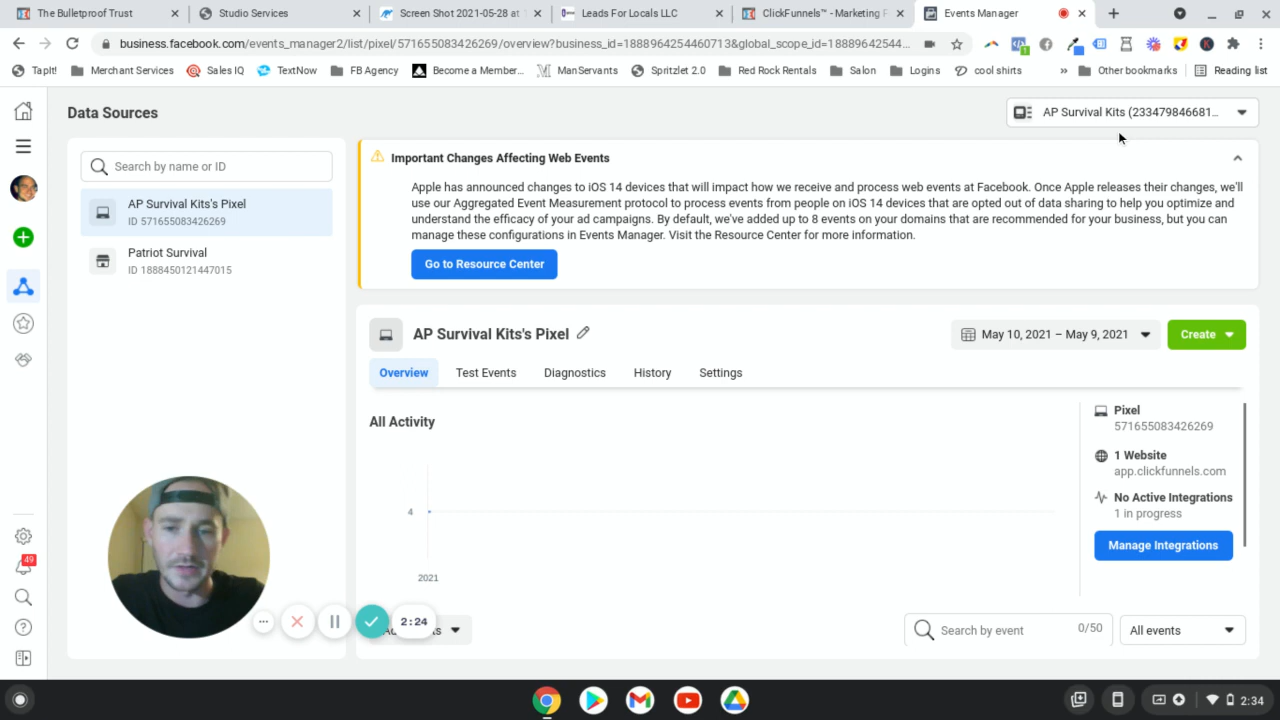 The Bulletproof Trust
Studio Services
Screen Shot 2021-05-28 at
Leads For Locals LLC
ClickFunnels™ - Marketing F
Events Manager
business.facebook.com/events_manager2/list/pixel/571655083426269/overview?business_id=1888964254460713&global_scope_id=18889642544...
TapIt!
Merchant Services
Sales IQ
TextNow
FB Agency
Become a Member...
ManServants
Spritzlet 2.0
Red Rock Rentals
Salon
Logins
cool shirts
»
Other bookmarks
Reading list
Data Sources
AP Survival Kits (233479846681...
Search by name or ID
AP Survival Kits's Pixel
ID 571655083426269
Patriot Survival
ID 1888450121447015
Important Changes Affecting Web Events
Apple has announced changes to iOS 14 devices that will impact how we receive and process web events at Facebook. Once Apple releases their changes, we'll
use our Aggregated Event Measurement protocol to process events from people on iOS 14 devices that are opted out of data sharing to help you optimize and
understand the efficacy of your ad campaigns. By default, we've added up to 8 events on your domains that are recommended for your business, but you can
manage these configurations in Events Manager. Visit the Resource Center for more information.
Go to Resource Center
AP Survival Kits's Pixel
May 10, 2021 – May 9, 2021
Create
Overview
Test Events
Diagnostics
History
Settings
All Activity
4
2021
Pixel
571655083426269
1 Website
app.clickfunnels.com
No Active Integrations
1 in progress
Manage Integrations
49
2:24
Search by event
0/50
All events
2:34